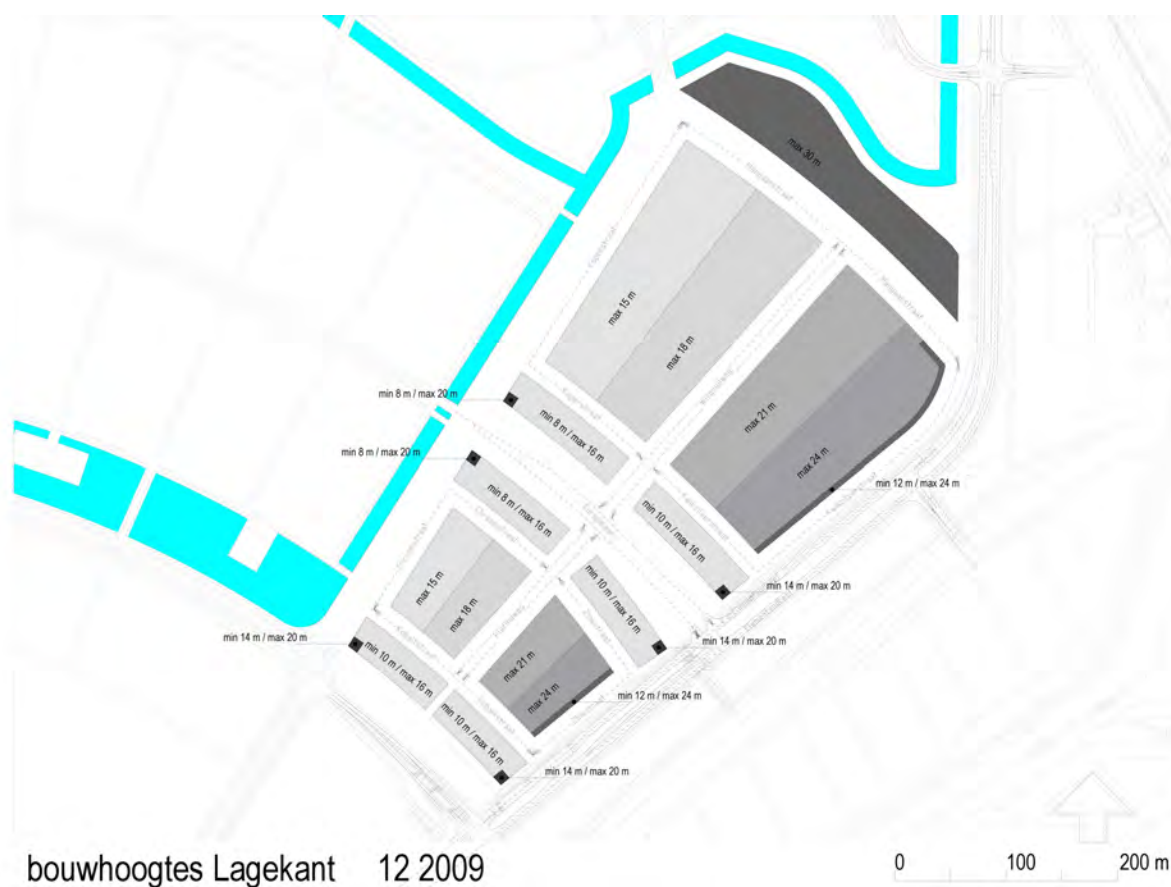 max 30 m
max 15 m
max 18 m
min 8 m / max 20 m
min 8 m / max 16 m
max 21 m
max 24 m
min 8 m / max 20 m
min 8 m / max 16 m
min 12 m / max 24 m
min 10 m / max 16 m
min 14 m / max 20 m
max 15 m
max 18 m
min 10 m / max 16 m
min 14 m / max 20 m
min 14 m / max 20 m
min 10 m / max 16 m
max 21 m
max 24 m
min 12 m / max 24 m
min 10 m / max 16 m
min 14 m / max 20 m
bouwhoogtes Lagekant 12 2009
0 100 200 m